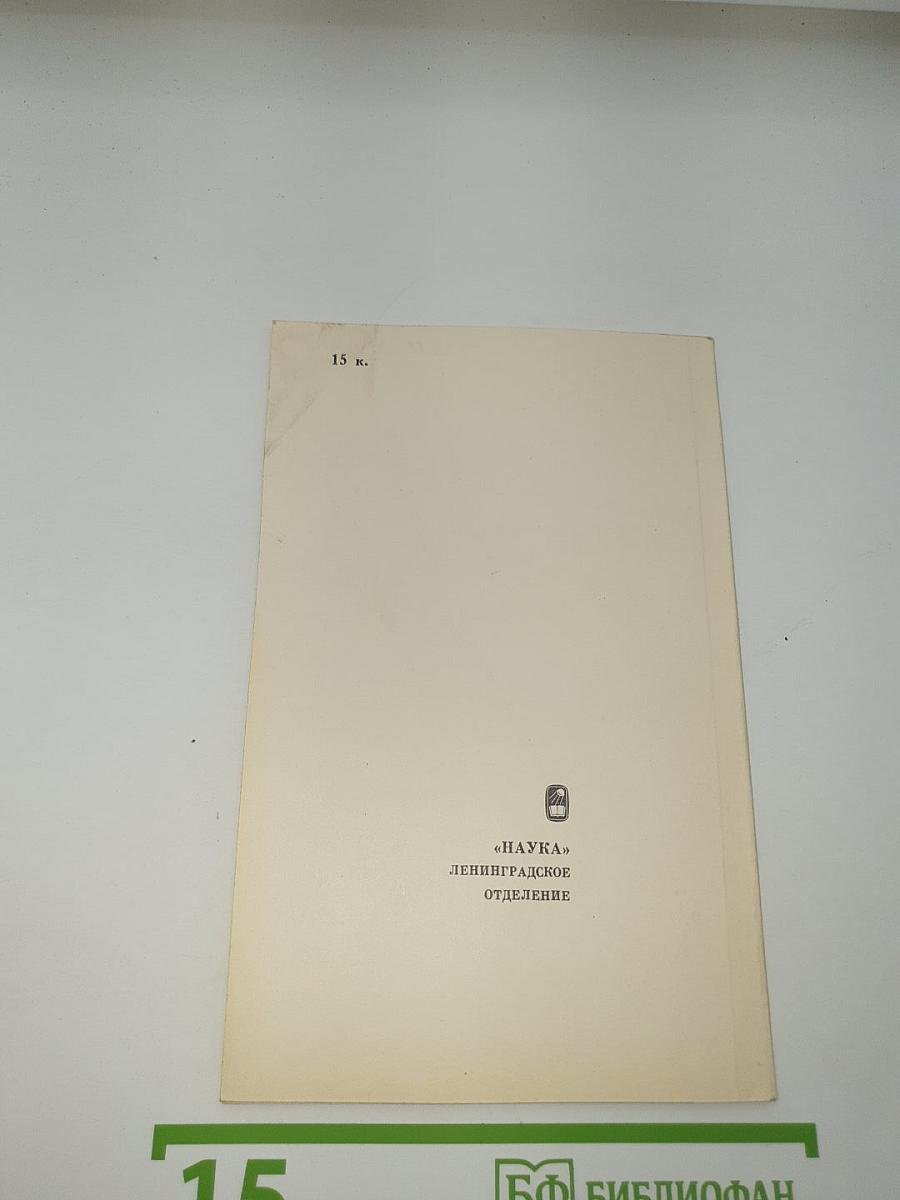 15 к.
«НАУКА»
ЛЕНИНГРАДСКОЕ
ОТДЕЛЕНИЕ
15
БФ БИБЛИОФАН